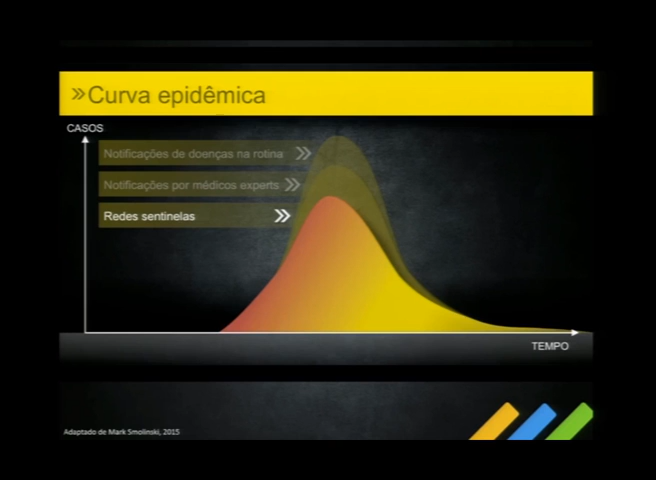 »Curva epidêmica
CASOS
Notificações de doenças na rotina »
Notificações por médicos experts »
Redes sentinelas »
TEMPO
Adaptado de Mark Smolinski, 2015